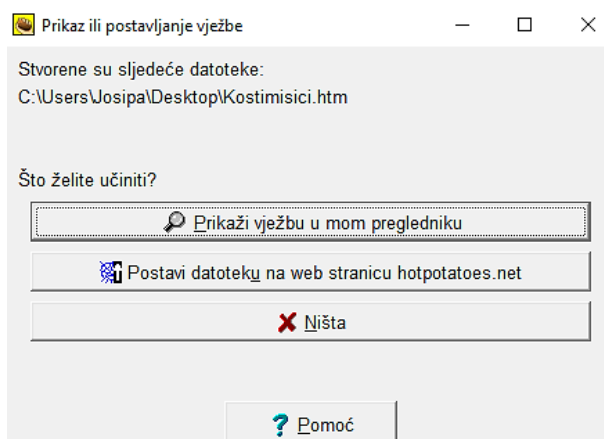 Prikaz ili postavljanje vježbe
Stvorene su sljedeće datoteke:
C:\Users\Josipa\Desktop\Kostimisici.htm
Što želite učiniti?
Prikaži vježbu u mom pregledniku
Postavi datoteku na web stranicu hotpotatoes.net
Ništa
Pomoć